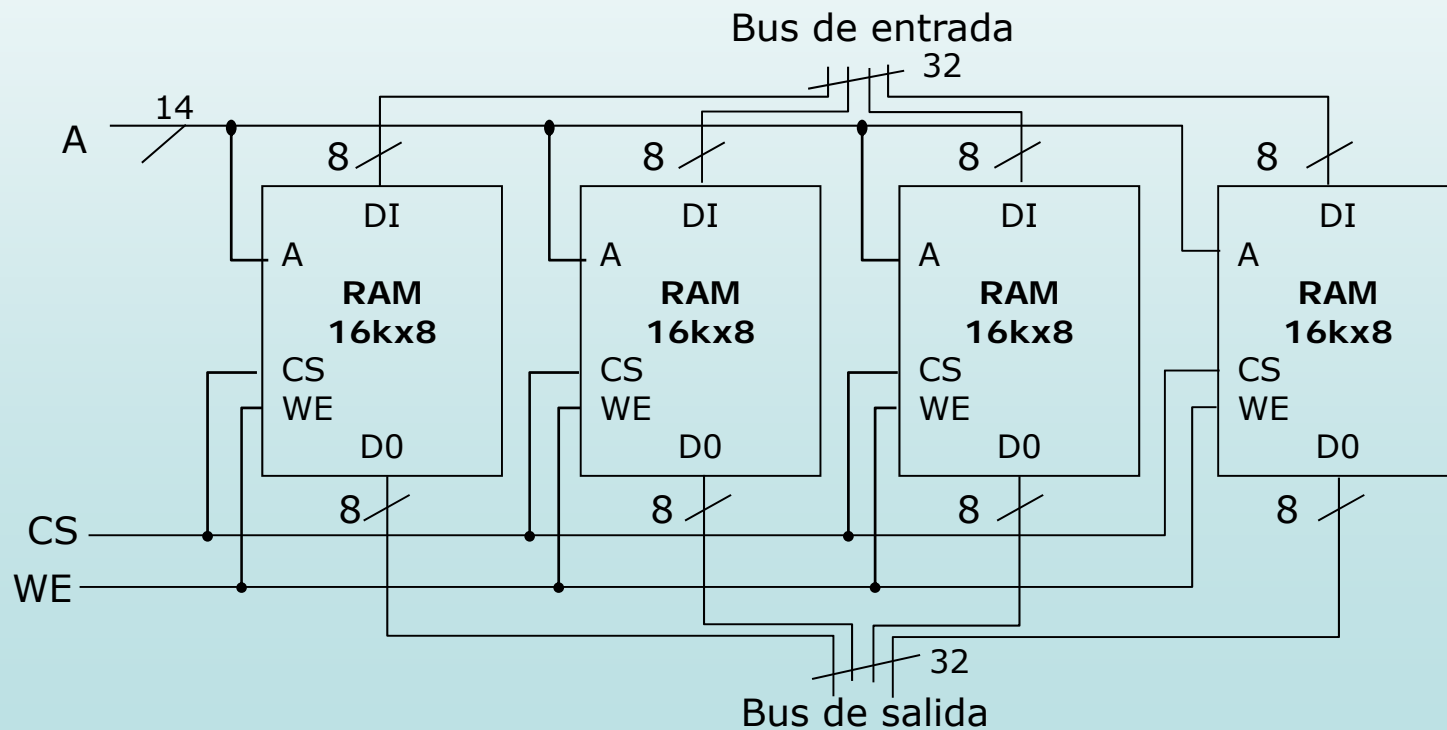 Bus de entrada
32
14
A
8
8
8
8
DI
DI
DI
DI
A
A
A
A
RAM
16kx8
RAM
16kx8
RAM
16kx8
RAM
16kx8
CS
WE
CS
WE
CS
WE
CS
WE
D0
D0
D0
D0
8
8
8
8
CS
WE
32
Bus de salida